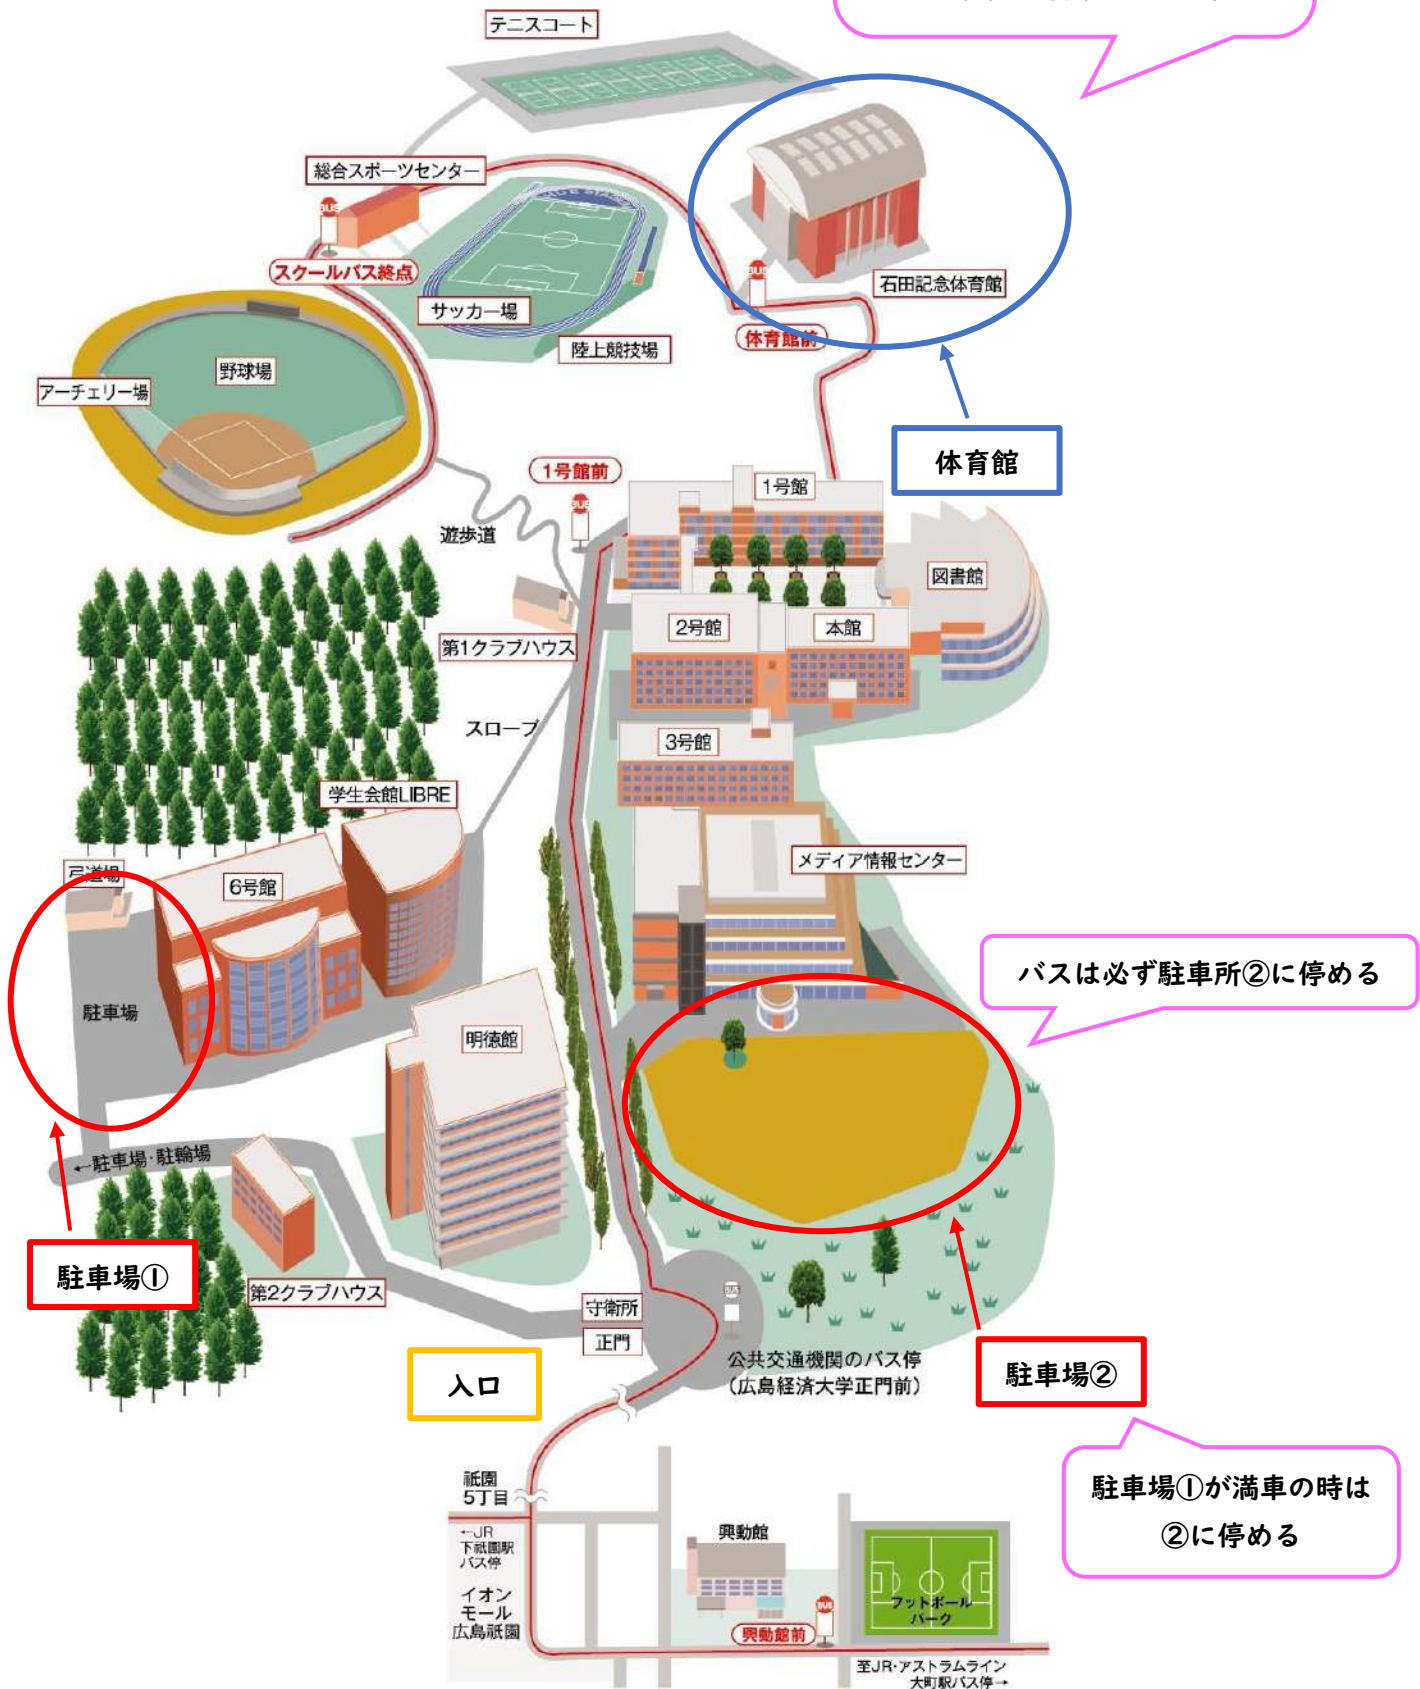 テニスコート
総合スポーツセンター
BUS
スクールバス終点
サッカー場
陸上競技場
石田記念体育館
BUS
体育館前
野球場
アーチェリー場
体育館
1号館前
BUS
1号館
遊歩道
図書館
第1クラブハウス
2号館
本館
スロープ
3号館
学生会館LIBRE
メディア情報センター
弓道場
6号館
バスは必ず駐車所②に停める
駐車場
明徳館
←駐車場・駐輪場
駐車場①
第2クラブハウス
守衛所
正門
BUS
入口
公共交通機関のバス停
(広島経済大学正門前)
駐車場②
駐車場①が満車の時は
②に停める
祇園
5丁目
←JR
下祇園駅
バス停
イオン
モール
広島祇園
興動館
BUS
興動館前
フットボール
パーク
至JR・アストラムライン
大町駅バス停→